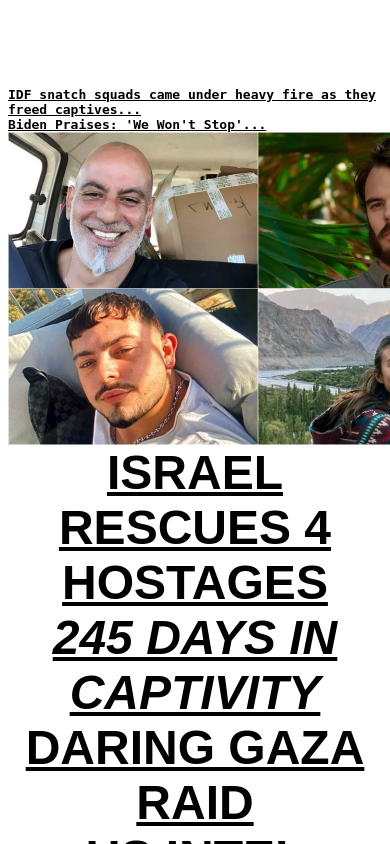 IDF snatch squads came under heavy fire as they
freed captives...
Biden Praises: 'We Won't Stop'...
ISRAEL
RESCUES 4
HOSTAGES
245 DAYS IN
CAPTIVITY
DARING GAZA
RAID